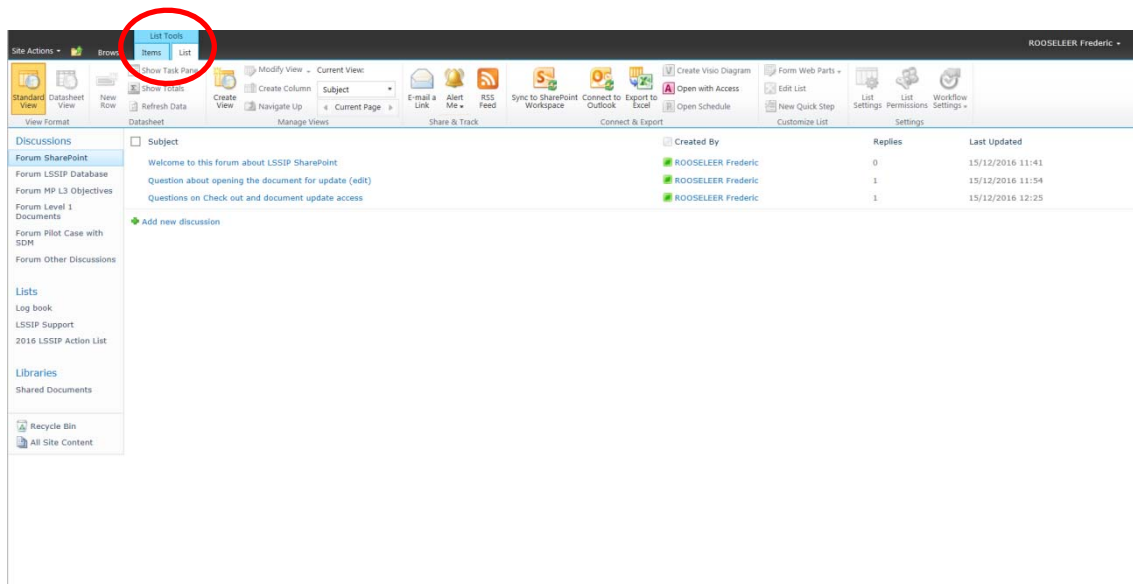 List Tools
Site Actions
Brows
Items List
ROOSELEER Frederic
Standard View
Datasheet View
New Row
View Format
Show Task Pane
Show Totals
Refresh Data
Datasheet
Create View
Modify View
Create Column
Navigate Up
Current View:
Subject
Current Page
Manage Views
E-mail a Link
Alert Me
RSS Feed
Share & Track
Sync to SharePoint Workspace
Connect to Outlook
Export to Excel
Create Visio Diagram
Open with Access
Open Schedule
Connect & Export
Form Web Parts
Edit List
New Quick Step
Customize List
List Settings
List Permissions
Workflow Settings
Settings
Discussions
Forum SharePoint
Forum LSSIP Database
Forum MP L3 Objectives
Forum Level 1
Documents
Forum Pilot Case with
SDM
Forum Other Discussions
Lists
Log book
LSSIP Support
2016 LSSIP Action List
Libraries
Shared Documents
Recycle Bin
All Site Content
Subject Created By Replies Last Updated
Welcome to this forum about LSSIP SharePoint ROOSELEER Frederic 0 15/12/2016 11:41
Question about opening the document for update (edit) ROOSELEER Frederic 1 15/12/2016 11:54
Questions on Check out and document update access ROOSELEER Frederic 1 15/12/2016 12:25
Add new discussion